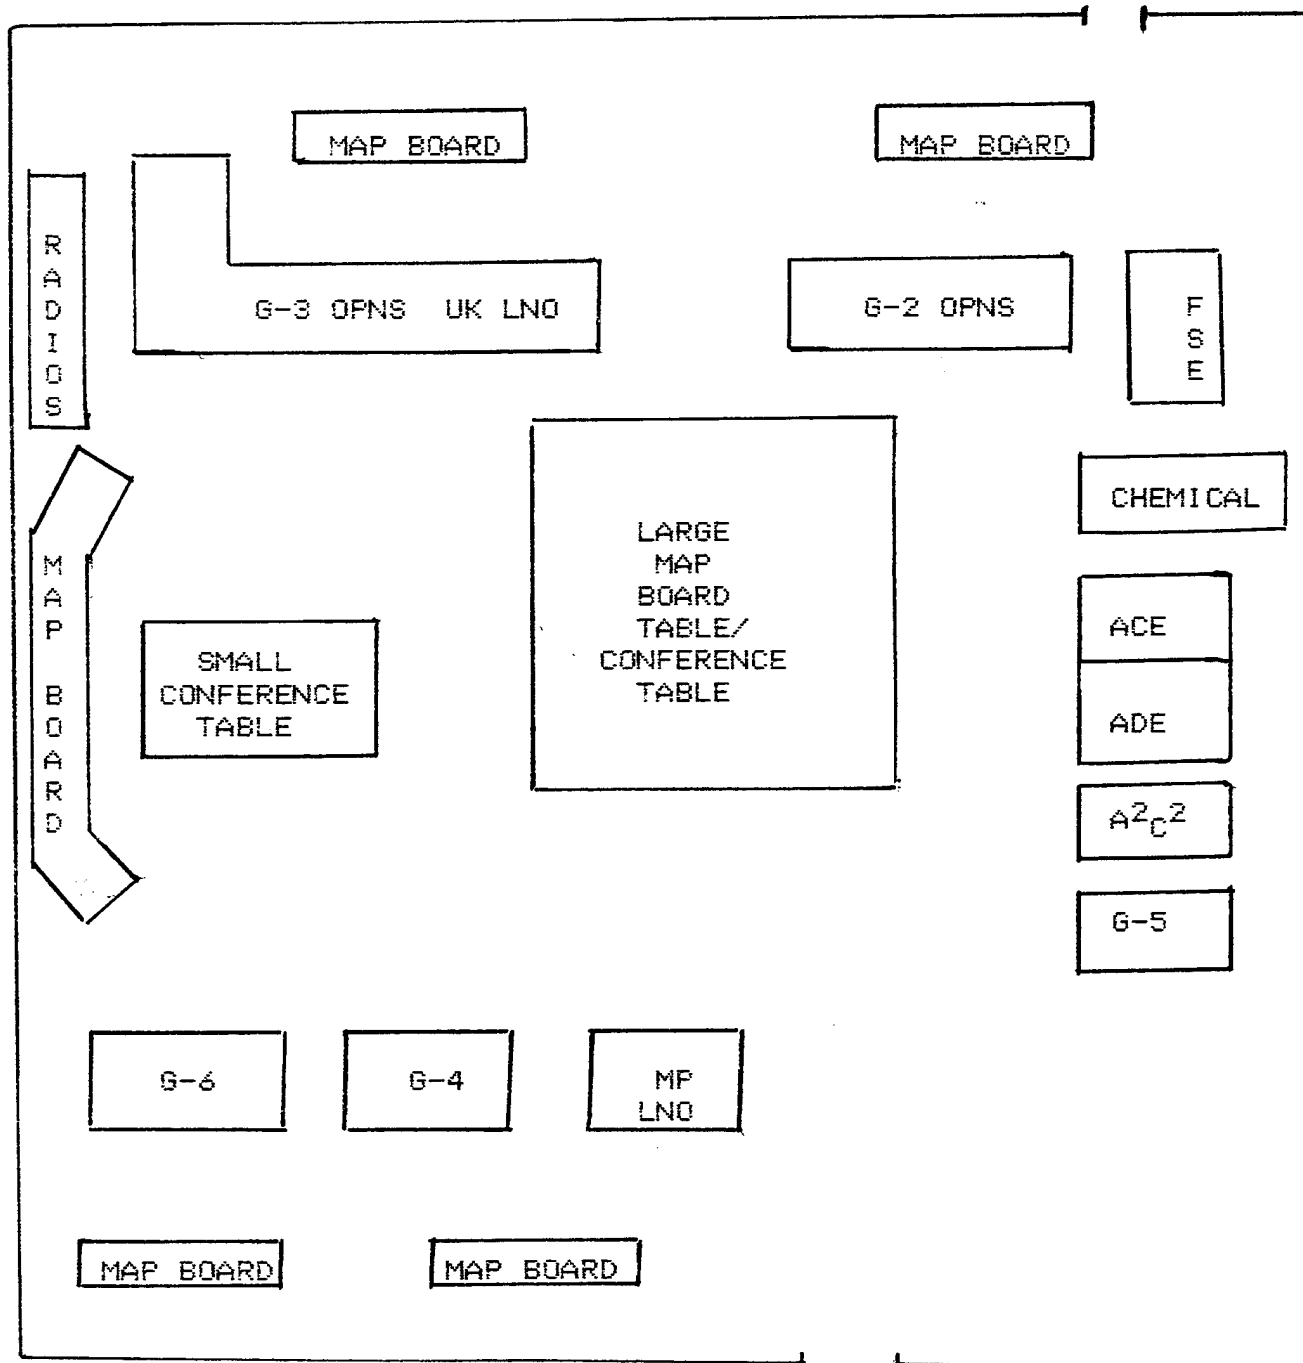 MAP BOARD
MAP BOARD
RADIOS
G-3 OPNS UK LNO
G-2 OPNS
FSE
CHEMICAL
MAP BOARD
SMALL
CONFERENCE
TABLE
LARGE
MAP
BOARD
TABLE/
CONFERENCE
TABLE
ACE
ADE
A²C²
G-5
G-6
G-4
MP
LNO
MAP BOARD
MAP BOARD